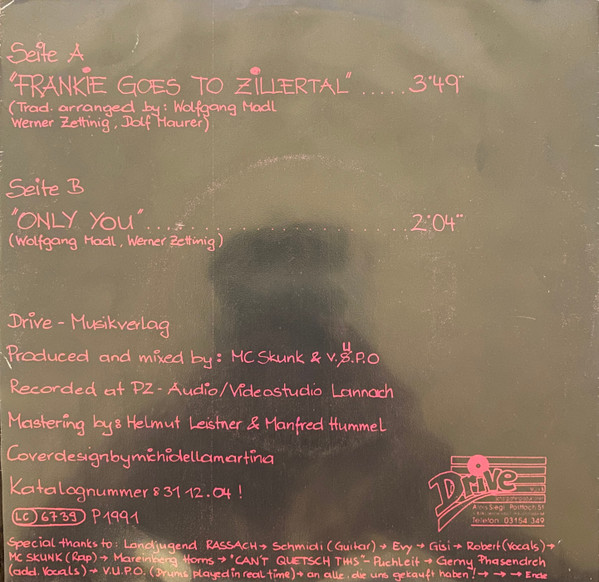 Seite A
"FRANKIE GOES TO ZILLERTAL" ..... 3'49"
(Trad. arranged by: Wolfgang Madl
Werner Zettinig, Dolf Maurer)
Seite B
"ONLY YOU" .......................... 2'04"
(Wolfgang Madl, Werner Zettinig)
Drive - Musikverlag
Produced and mixed by: MC Skunk & V.U.P.O
Recorded at PZ-Audio/Videostudio Lannach
Mastering by: Helmut Leistner & Manfred Hummel
Coverdesignbymichidellamartina
Katalognummer: 31 12.04!
LC 6739 P1991
Drive
Telefon: 03154 349
Special thanks to: Landjugend RASSACH→ Schmidi (Guitar)→ Evy→ Gisi→ Robert (Vocals)→
MC SKUNK (Rap)→ Mareinberg Horns→ "CAN'T QUETSCH THIS"- Puchleit→ Gerny Phasendreh
(add. Vocals)→ V.U.P.O. (Drums played in real time)→ an alle, die uns gekauft haben!→→→→ Ende